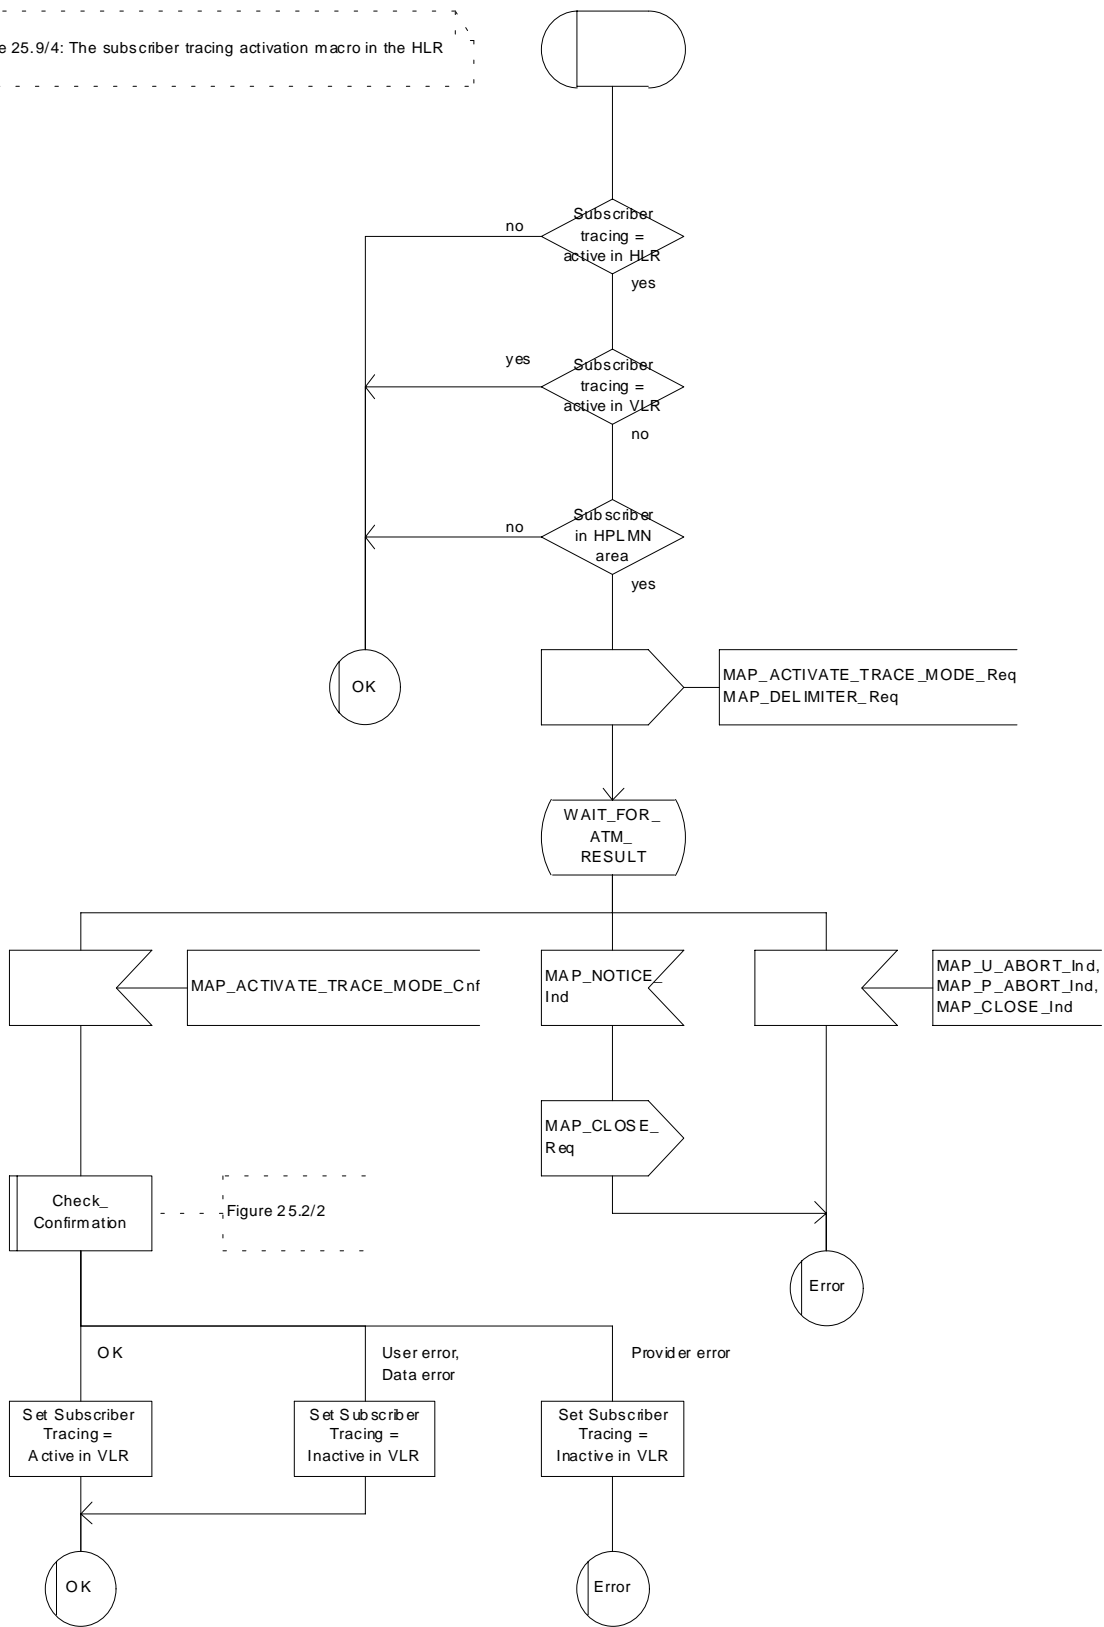 e 25.9/4: The subscriber tracing activation macro in the HLR
Subscriber
tracing =
active in HLR
no
yes
Subscriber
tracing =
active in VLR
yes
no
Subscriber
in HPLMN
area
no
yes
OK
MAP_ACTIVATE_TRACE_MODE_Req
MAP_DELIMITER_Req
WAIT_FOR_
ATM_
RESULT
MAP_ACTIVATE_TRACE_MODE_Cnf
MAP_NOTICE_
Ind
MAP_U_ABORT_Ind,
MAP_P_ABORT_Ind,
MAP_CLOSE_Ind
MAP_CLOSE_
Req
Check_
Confirmation
Figure 25.2/2
Error
OK
User error,
Data error
Provider error
Set Subscriber
Tracing =
Active in VLR
Set Subscriber
Tracing =
Inactive in VLR
Set Subscriber
Tracing =
Inactive in VLR
OK
Error